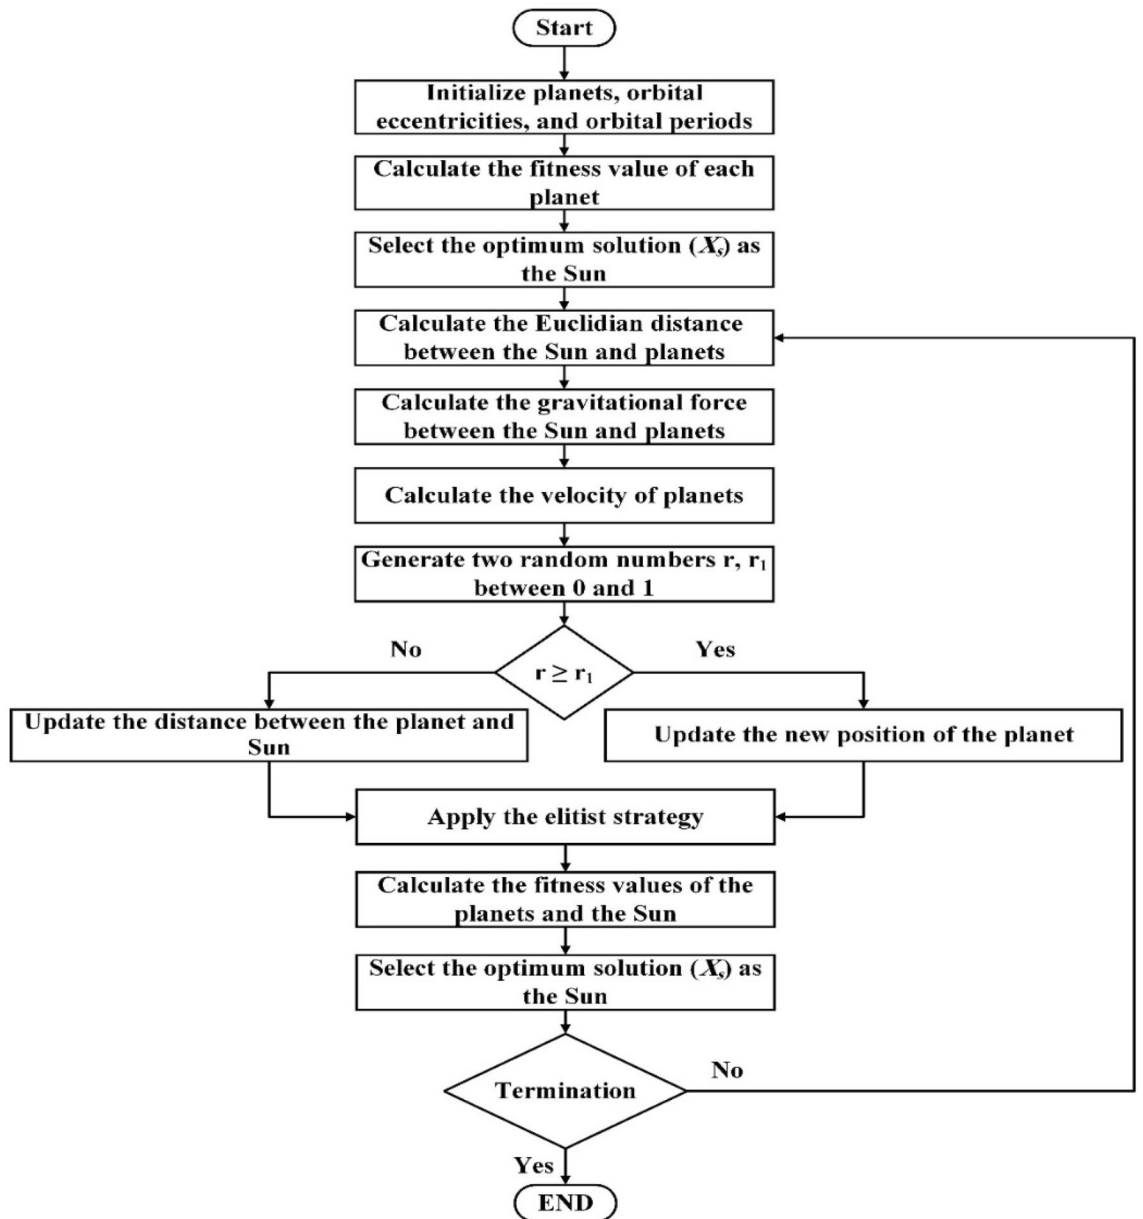 Start
Initialize planets, orbital
eccentricities, and orbital periods
Calculate the fitness value of each
planet
Select the optimum solution (Xₛ) as
the Sun
Calculate the Euclidian distance
between the Sun and planets
Calculate the gravitational force
between the Sun and planets
Calculate the velocity of planets
Generate two random numbers r, r₁
between 0 and 1
No
Yes
r ≥ r₁
Update the distance between the planet and
Sun
Update the new position of the planet
Apply the elitist strategy
Calculate the fitness values of the
planets and the Sun
Select the optimum solution (Xₛ) as
the Sun
Termination
No
Yes
END